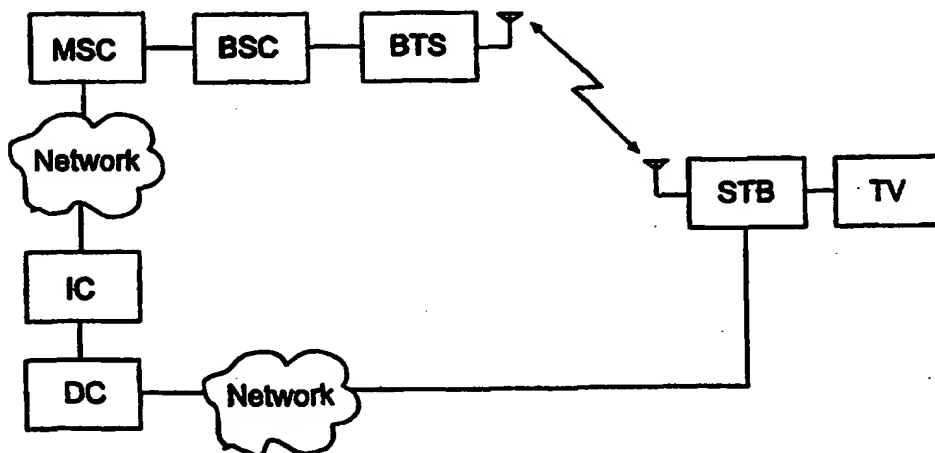 MSC
BSC
BTS
Network
STB
TV
IC
DC
Network